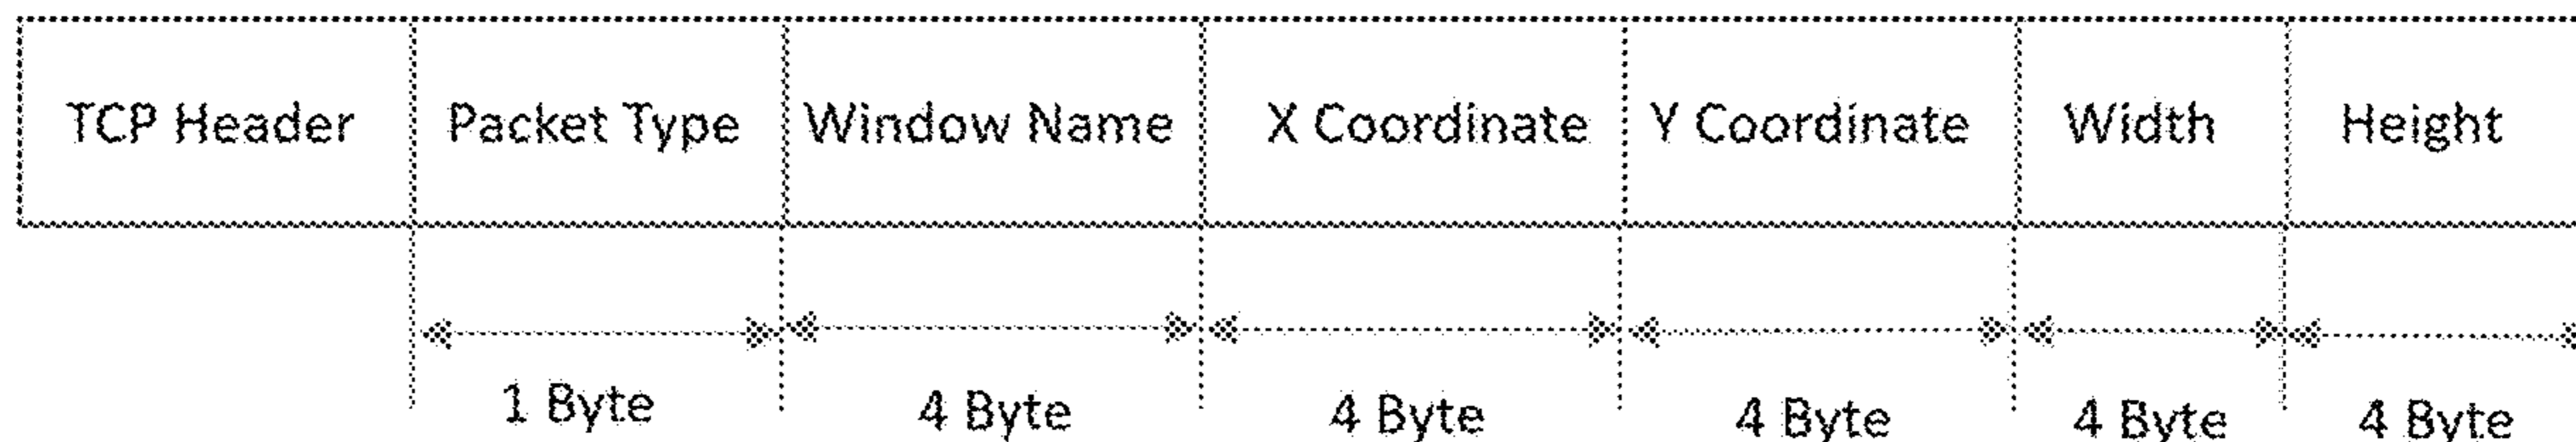 TCP Header Packet Type Window Name X Coordinate Y Coordinate Width Height
1 Byte 4 Byte 4 Byte 4 Byte 4 Byte 4 Byte